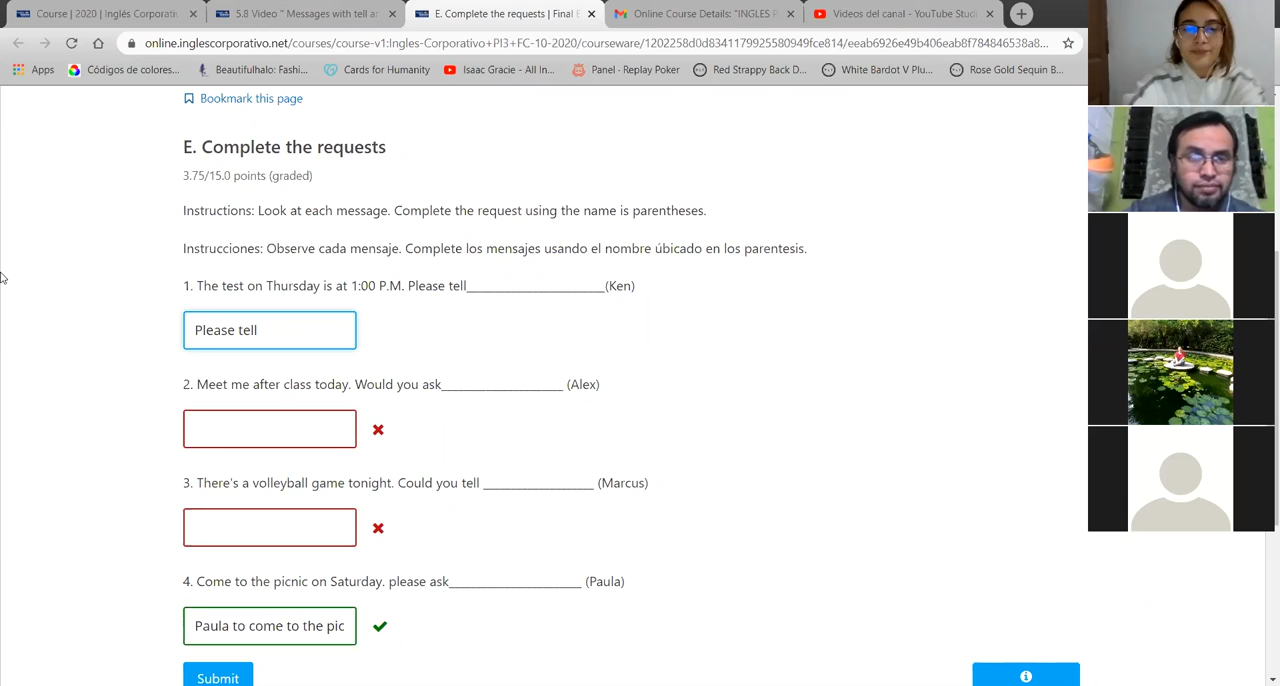 Course | 2020 | Inglés Corporati
5.8 Video " Messages with tell a
E. Complete the requests | Final E
Online Course Details: "INGLES P
Videos del canal - YouTube Studi
online.inglescorporativo.net/courses/course-v1:Ingles-Corporativo+PI3+FC-10-2020/courseware/1202258d0d8341179925580949fce814/eeab6926e49b406eab8f784846538a8...
Apps
Códigos de colores...
Beautifulhalo: Fashi...
Cards for Humanity
Isaac Gracie - All In...
Panel · Replay Poker
Red Strappy Back D...
White Bardot V Plu...
Rose Gold Sequin B...
Bookmark this page
E. Complete the requests
3.75/15.0 points (graded)
Instructions: Look at each message. Complete the request using the name is parentheses.
Instrucciones: Observe cada mensaje. Complete los mensajes usando el nombre úbicado en los parentesis.
1. The test on Thursday is at 1:00 P.M. Please tell_____________________(Ken)
Please tell
2. Meet me after class today. Would you ask__________________ (Alex)
3. There's a volleyball game tonight. Could you tell _________________ (Marcus)
4. Come to the picnic on Saturday. please ask____________________ (Paula)
Paula to come to the pic
Submit